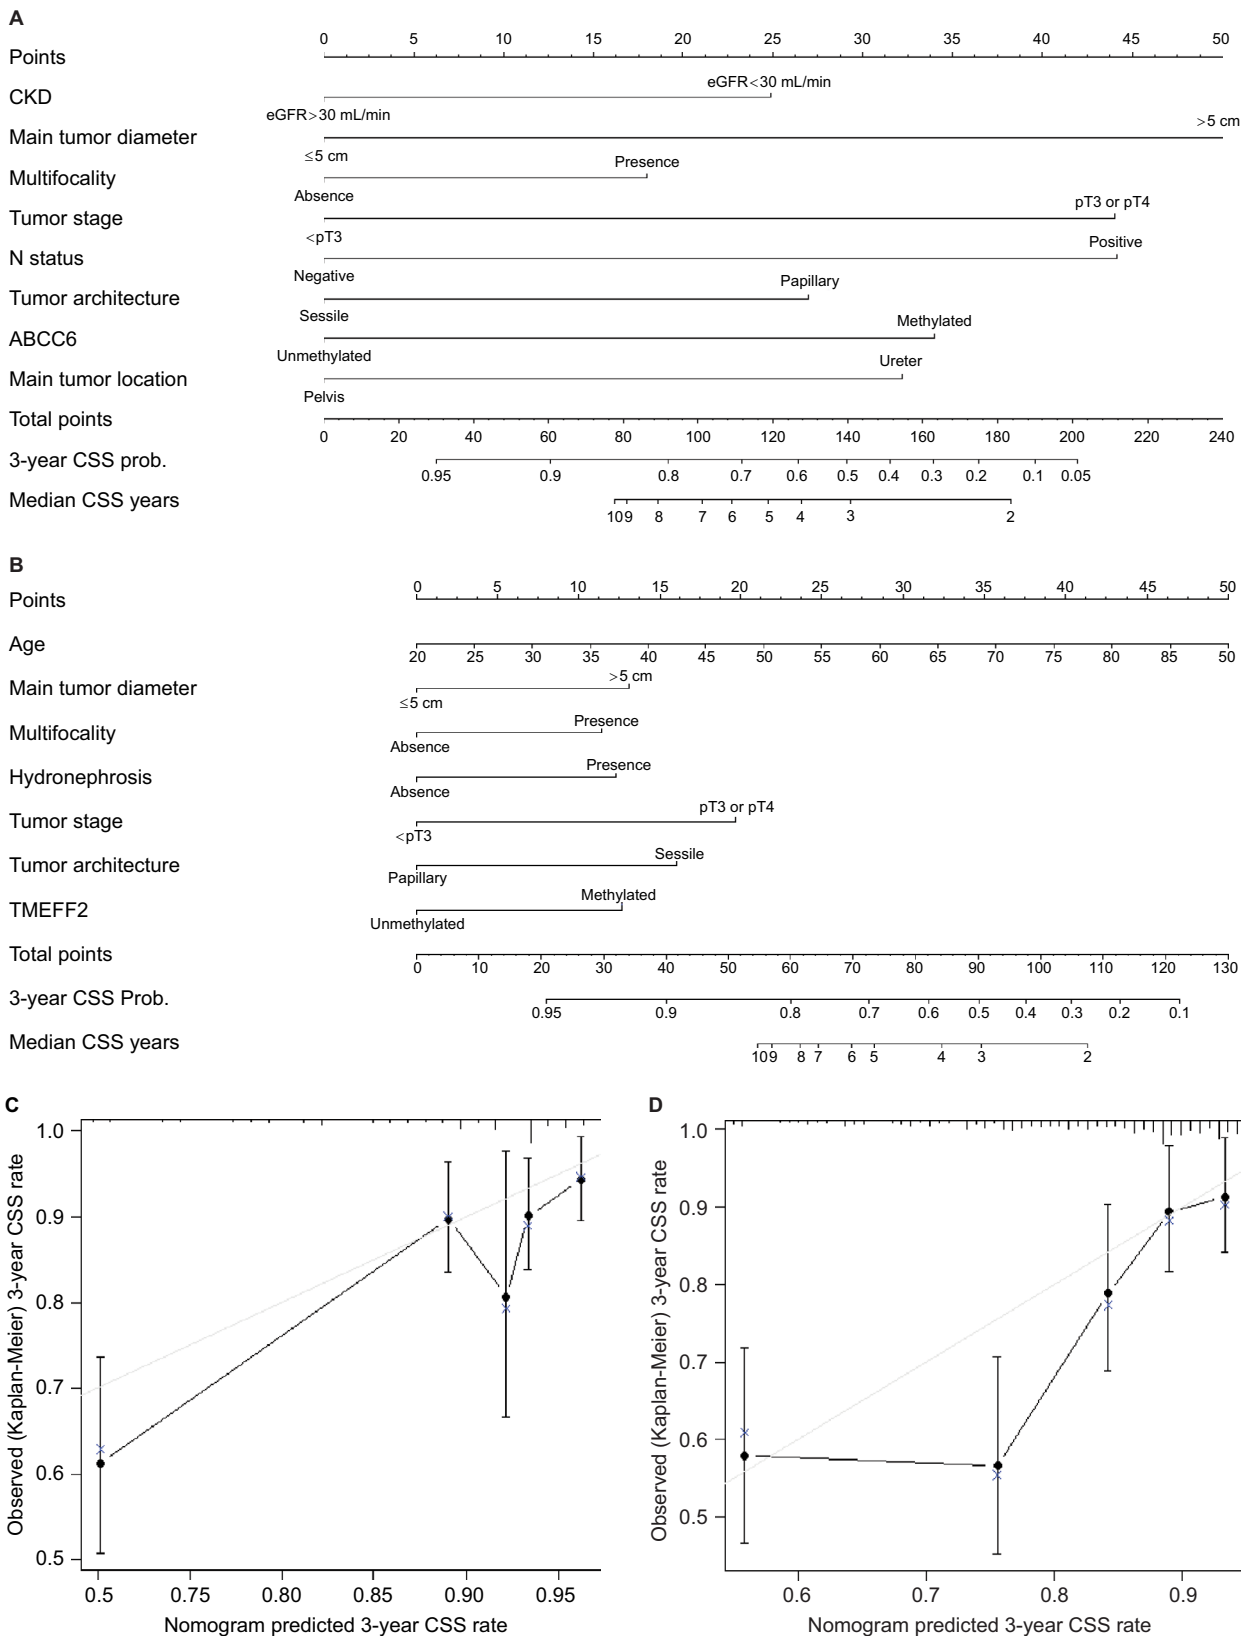 A
Points
0 5 10 15 20 25 30 35 40 45 50
CKD
eGFR<30 mL/min
eGFR>30 mL/min
Main tumor diameter
>5 cm
≤5 cm
Multifocality
Presence
Absence
Tumor stage
pT3 or pT4
<pT3
N status
Positive
Negative
Tumor architecture
Papillary
Sessile
ABCC6
Methylated
Unmethylated
Main tumor location
Ureter
Pelvis
Total points
0 20 40 60 80 100 120 140 160 180 200 220 240
3-year CSS prob.
0.95 0.9 0.8 0.7 0.6 0.5 0.4 0.3 0.2 0.1 0.05
Median CSS years
109 8 7 6 5 4 3 2
B
Points
0 5 10 15 20 25 30 35 40 45 50
Age
20 25 30 35 40 45 50 55 60 65 70 75 80 85 50
Main tumor diameter
>5 cm
≤5 cm
Multifocality
Presence
Absence
Hydronephrosis
Presence
Absence
Tumor stage
pT3 or pT4
<pT3
Tumor architecture
Sessile
Papillary
TMEFF2
Methylated
Unmethylated
Total points
0 10 20 30 40 50 60 70 80 90 100 110 120 130
3-year CSS Prob.
0.95 0.9 0.8 0.7 0.6 0.5 0.4 0.3 0.2 0.1
Median CSS years
109 8 7 6 5 4 3 2
C
Observed (Kaplan-Meier) 3-year CSS rate
1.0
0.9
0.8
0.7
0.6
0.5
0.5 0.75 0.80 0.85 0.90 0.95
Nomogram predicted 3-year CSS rate
D
Observed (Kaplan-Meier) 3-year CSS rate
1.0
0.9
0.8
0.7
0.6
0.5
0.6 0.7 0.8 0.9
Nomogram predicted 3-year CSS rate